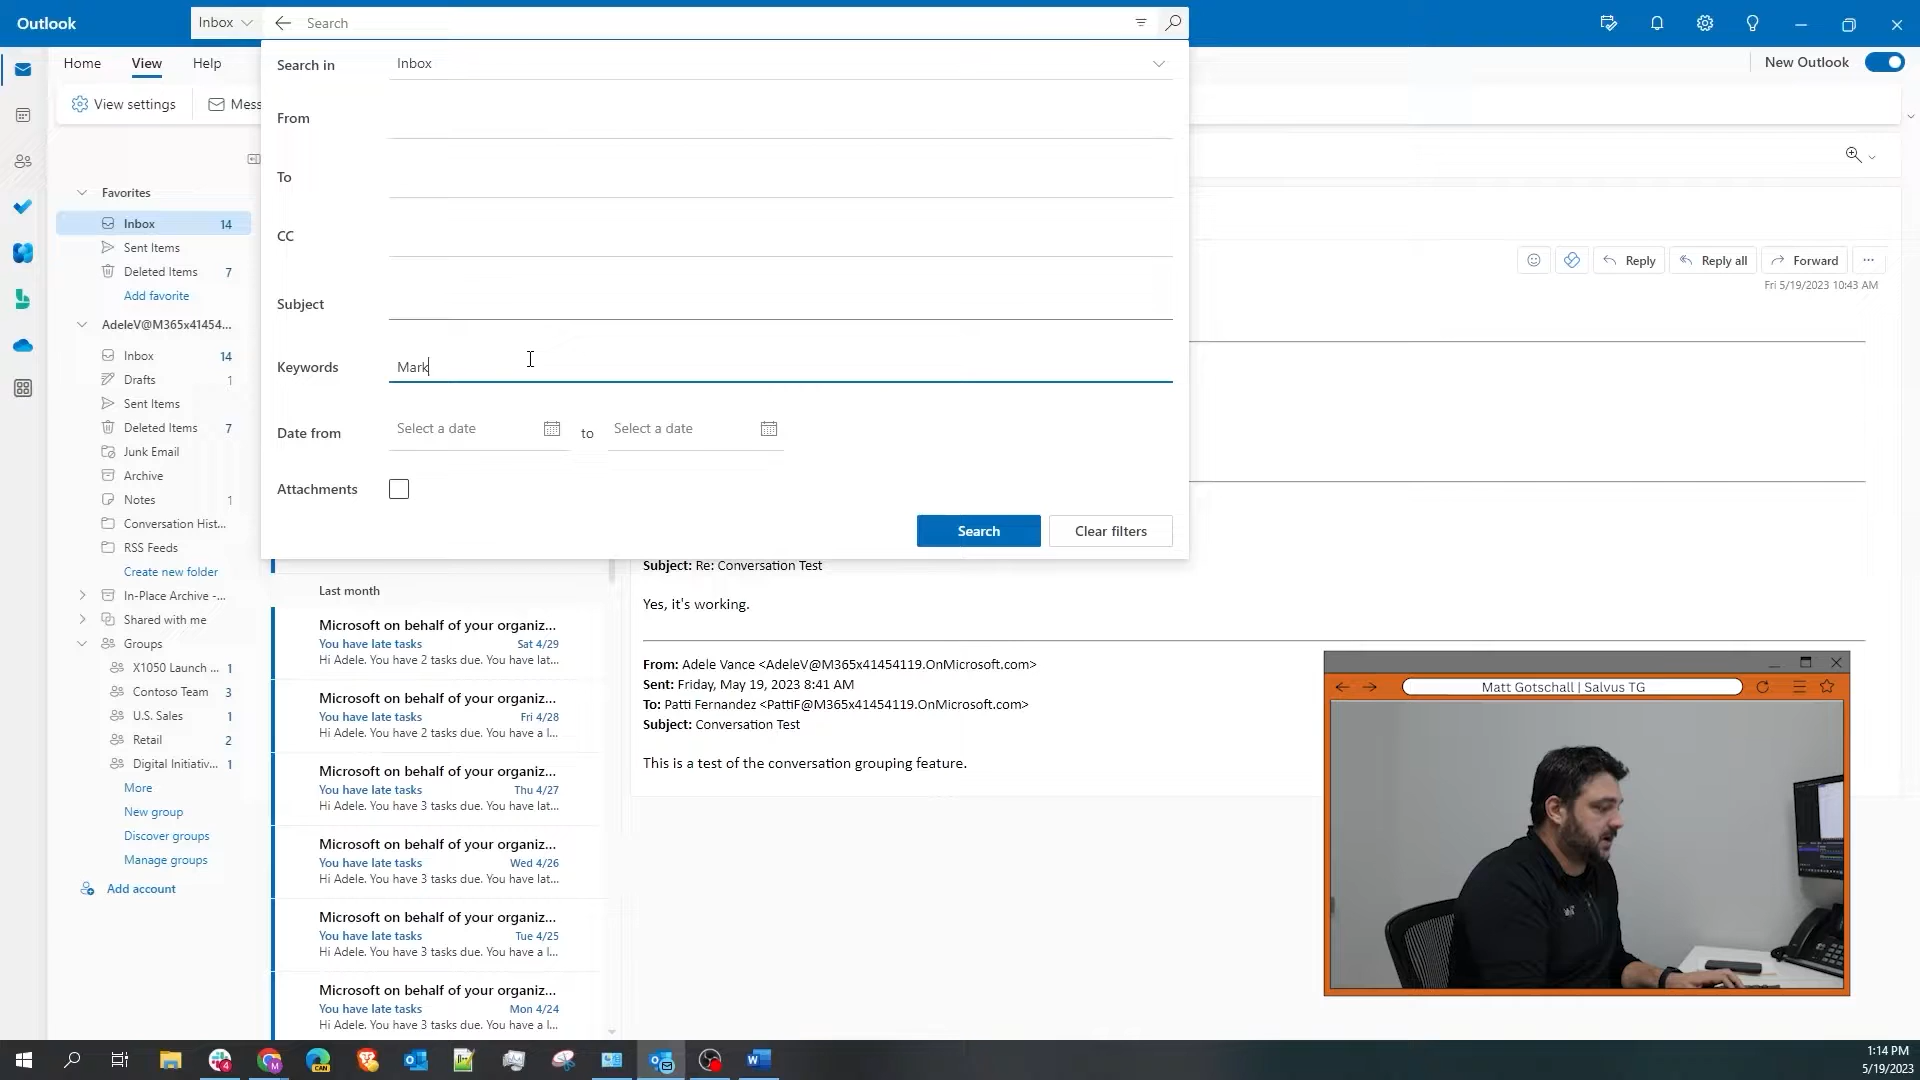 Outlook
Inbox
Search
Home
View
Help
New Outlook
View settings
Mess
Search in
Inbox
From
To
CC
Subject
Keywords
Mark
Date from
Select a date
to
Select a date
Attachments
Search
Clear filters
Favorites
Inbox 14
Sent Items
Deleted Items 7
Add favorite
AdeleV@M365x41454...
Inbox 14
Drafts 1
Sent Items
Deleted Items 7
Junk Email
Archive
Notes 1
Conversation Hist...
RSS Feeds
Create new folder
In-Place Archive -...
Shared with me
Groups
X1050 Launch ... 1
Contoso Team 3
U.S. Sales 1
Retail 2
Digital Initiativ... 1
More
New group
Discover groups
Manage groups
Add account
Last month
Microsoft on behalf of your organiz...
You have late tasks Sat 4/29
Hi Adele. You have 2 tasks due. You have lat...
Microsoft on behalf of your organiz...
You have late tasks Fri 4/28
Hi Adele. You have 2 tasks due. You have a l...
Microsoft on behalf of your organiz...
You have late tasks Thu 4/27
Hi Adele. You have 3 tasks due. You have lat...
Microsoft on behalf of your organiz...
You have late tasks Wed 4/26
Hi Adele. You have 3 tasks due. You have lat...
Microsoft on behalf of your organiz...
You have late tasks Tue 4/25
Hi Adele. You have 3 tasks due. You have a l...
Microsoft on behalf of your organiz...
You have late tasks Mon 4/24
Hi Adele. You have 3 tasks due. You have a l...
Reply
Reply all
Forward
Fri 5/19/2023 10:43 AM
Subject: Re: Conversation Test
Yes, it's working.
From: Adele Vance <AdeleV@M365x41454119.OnMicrosoft.com>
Sent: Friday, May 19, 2023 8:41 AM
To: Patti Fernandez <PattiF@M365x41454119.OnMicrosoft.com>
Subject: Conversation Test
This is a test of the conversation grouping feature.
Matt Gotschall | Salvus TG
4
M
CAN
1:14 PM
5/19/2023